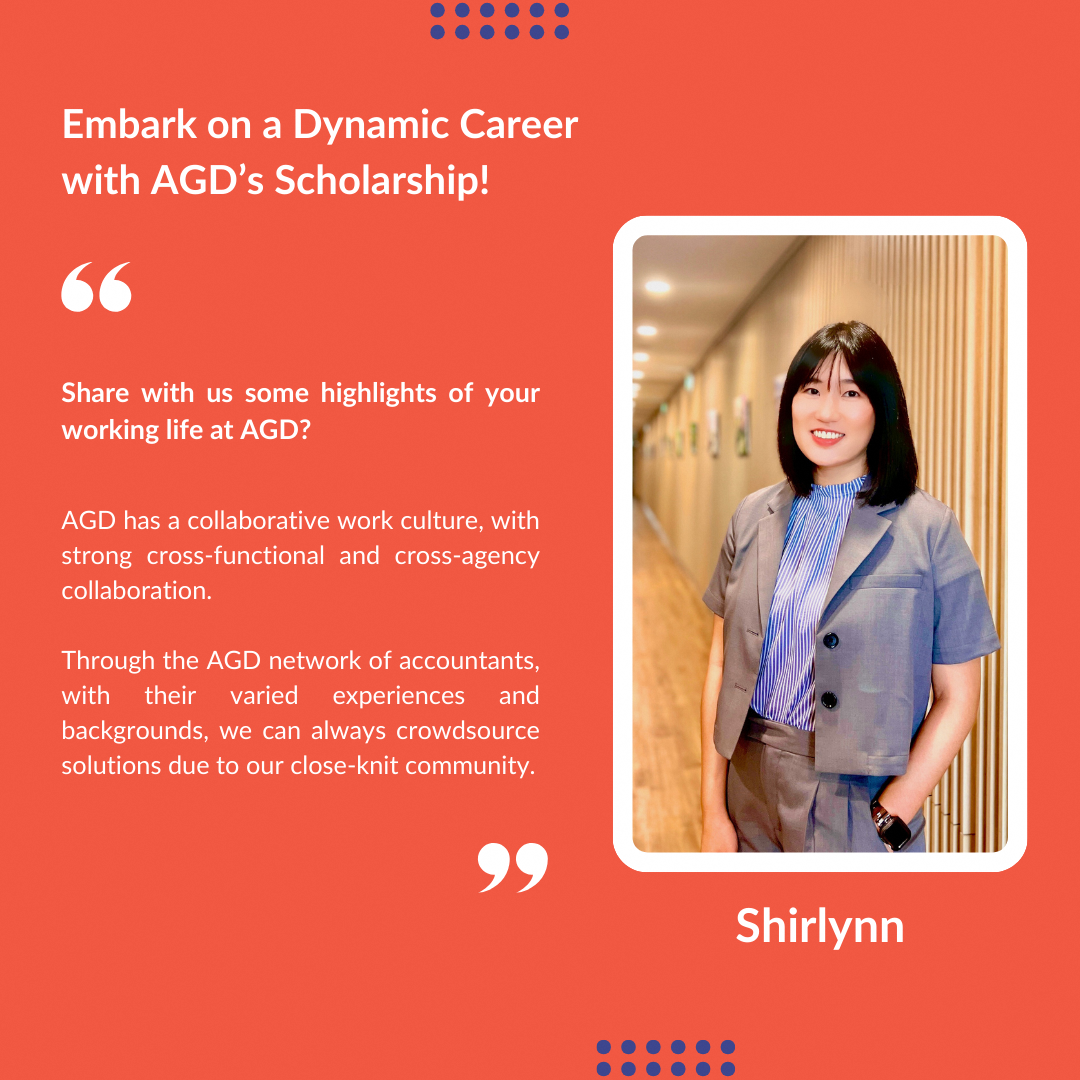 Embark on a Dynamic Career
with AGD’s Scholarship!
“
Share with us some highlights of your
working life at AGD?
AGD has a collaborative work culture, with
strong cross-functional and cross-agency
collaboration.
Through the AGD network of accountants,
with their varied experiences and
backgrounds, we can always crowdsource
solutions due to our close-knit community.
”
Shirlynn